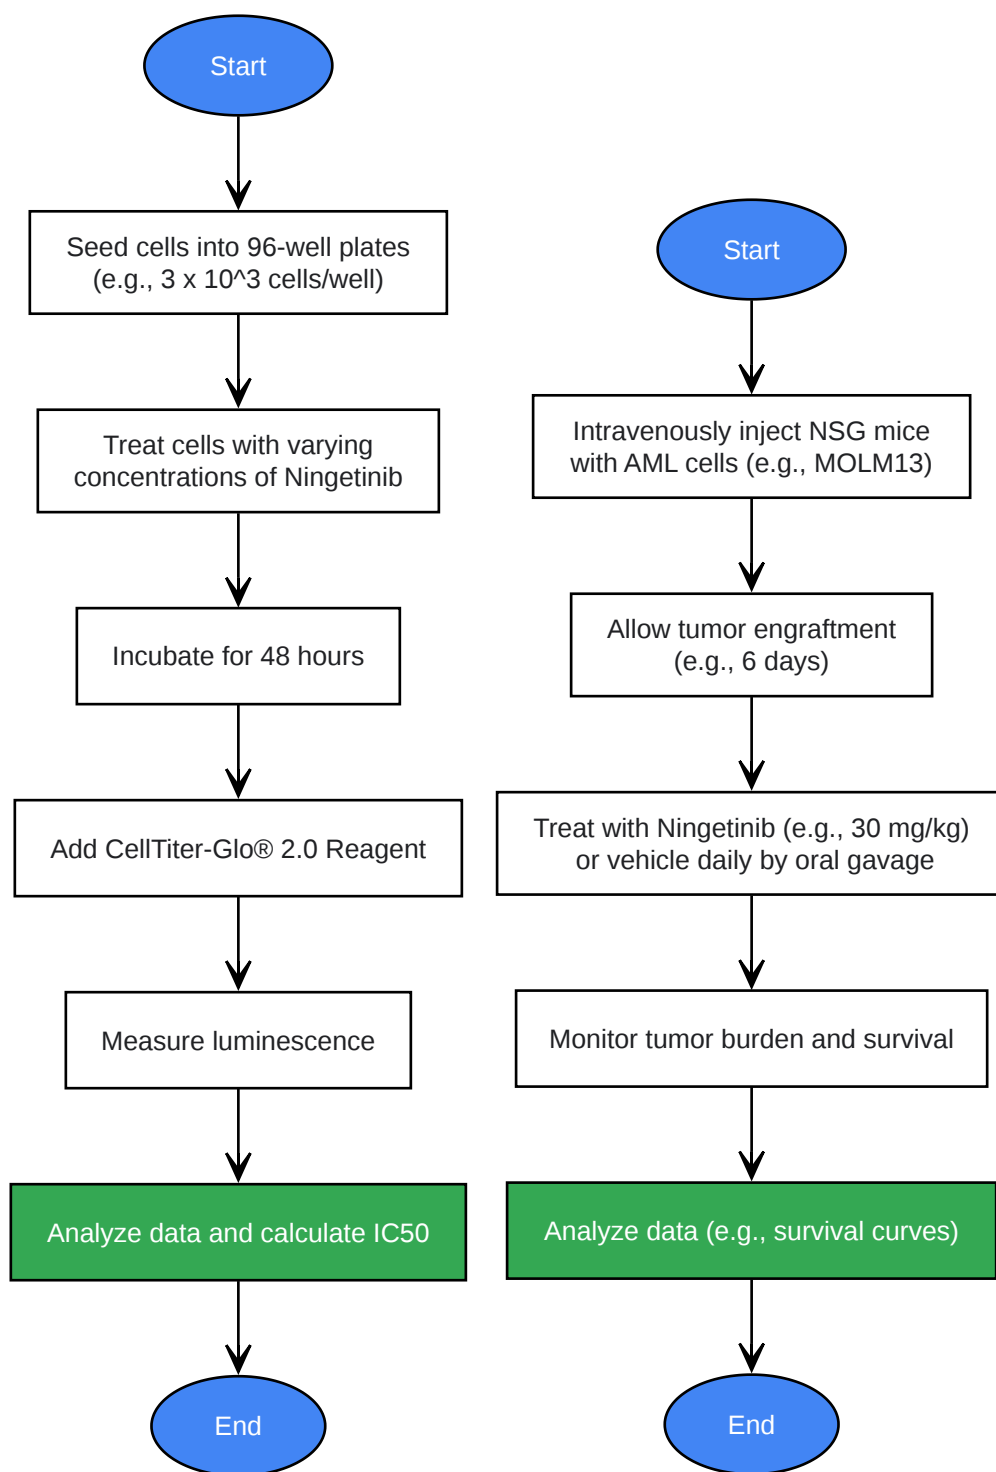 Start
Seed cells into 96-well plates
(e.g., 3 x 10^3 cells/well)
Treat cells with varying
concentrations of Ningetinib
Incubate for 48 hours
Add CellTiter-Glo® 2.0 Reagent
Measure luminescence
Analyze data and calculate IC50
End
Start
Intravenously inject NSG mice
with AML cells (e.g., MOLM13)
Allow tumor engraftment
(e.g., 6 days)
Treat with Ningetinib (e.g., 30 mg/kg)
or vehicle daily by oral gavage
Monitor tumor burden and survival
Analyze data (e.g., survival curves)
End